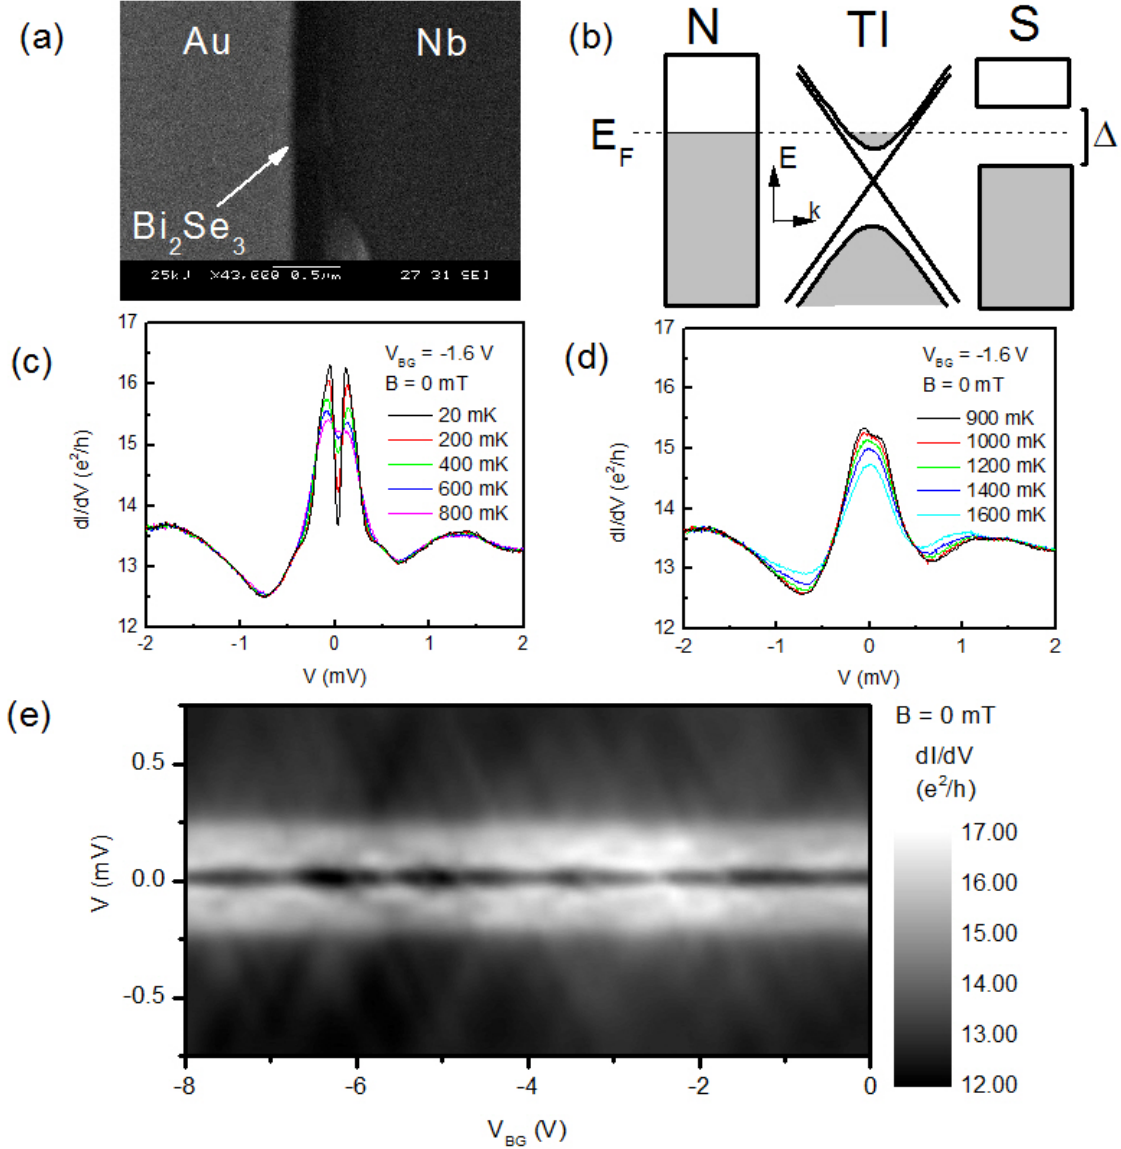 (a)
Au
Nb
Bi₂Se₃
25kJ X43,000 0.5µm 27 31 SEI
(b)
N
TI
S
E_F
E
k
Δ
(c)
17
16
15
14
13
12
dI/dV (e²/h)
V_BG = -1.6 V
B = 0 mT
20 mK
200 mK
400 mK
600 mK
800 mK
-2
-1
0
1
2
V (mV)
(d)
17
16
15
14
13
12
dI/dV (e²/h)
V_BG = -1.6 V
B = 0 mT
900 mK
1000 mK
1200 mK
1400 mK
1600 mK
-2
-1
0
1
2
V (mV)
(e)
0.5
0.0
-0.5
V (mV)
-8
-6
-4
-2
0
V_BG (V)
B = 0 mT
dI/dV
(e²/h)
17.00
16.00
15.00
14.00
13.00
12.00